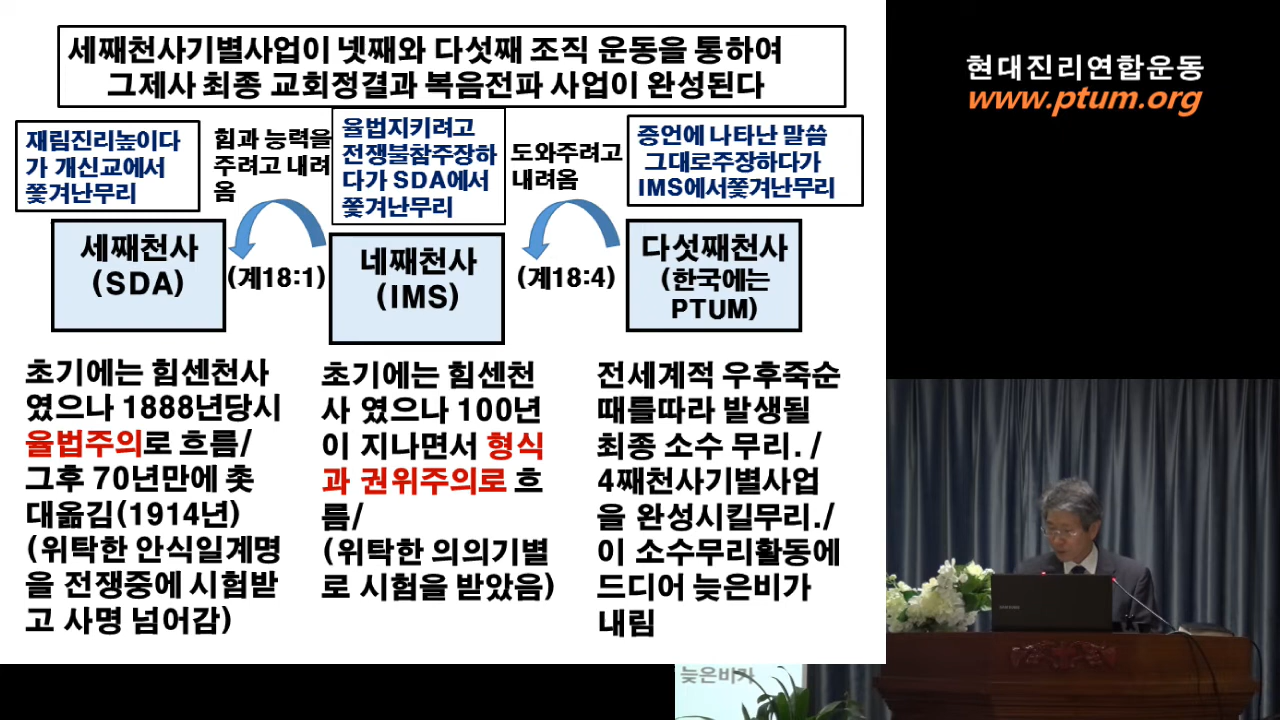 세째천사기별사업이 넷째와 다섯째 조직 운동을 통하여
그제사 최종 교회정결과 복음전파 사업이 완성된다
현대진리연합운동
www.ptum.org
재림진리높이다
가 개신교에서
쫓겨난무리
힘과 능력을
주려고 내려
옴
율법지키려고
전쟁불참주장하
다가 SDA에서
쫓겨난무리
도와주려고
내려옴
증언에 나타난 말씀
그대로주장하다가
IMS에서쫓겨난무리
세째천사
(SDA)
(계18:1)
네째천사
(IMS)
(계18:4)
다섯째천사
(한국에는
PTUM)
초기에는 힘센천사
였으나 1888년당시
율법주의로 흐름/
그후 70년만에 촛
대옮김(1914년)
(위탁한 안식일계명
을 전쟁중에 시험받
고 사명 넘어감)
초기에는 힘센천
사 였으나 100년
이 지나면서 형식
과 권위주의로 흐
름/
(위탁한 의의기별
로 시험을 받았음)
전세계적 우후죽순
때를따라 발생될
최종 소수 무리. /
4째천사기별사업
을 완성시킬무리./
이 소수무리활동에
드디어 늦은비가
내림
늦은비가
SAMSUNG